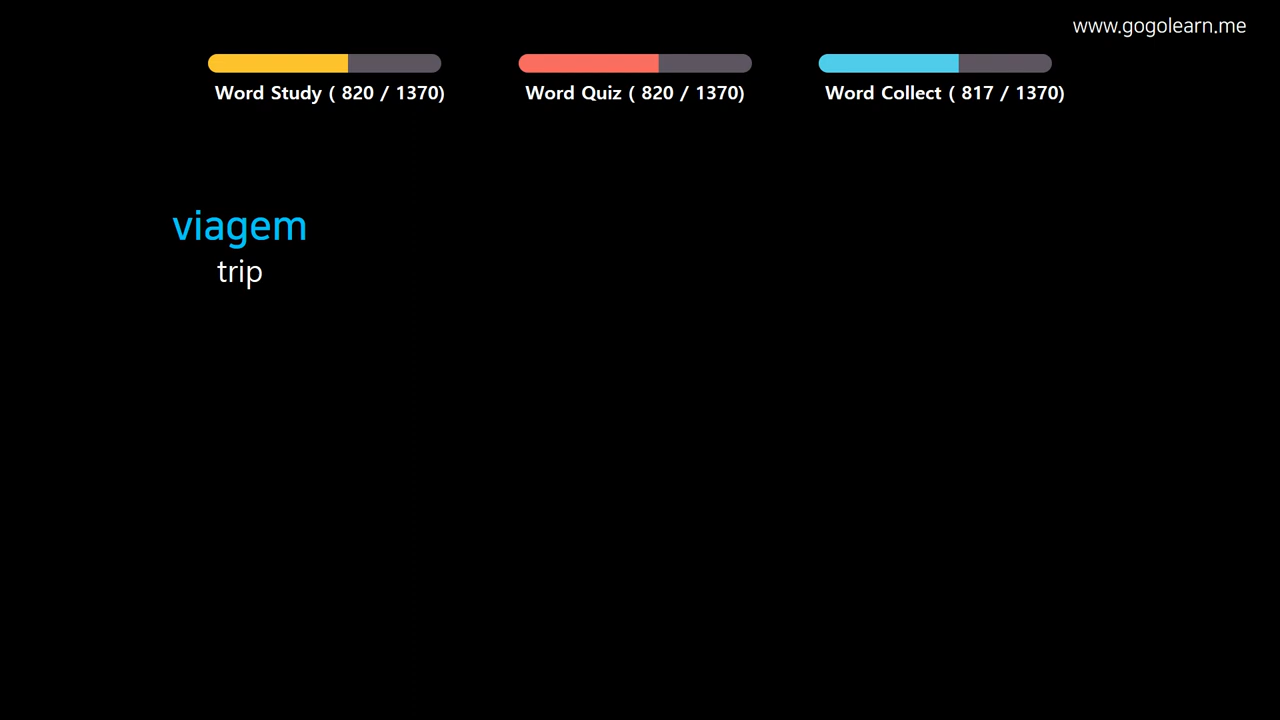 www.gogolearn.me
Word Study ( 820 / 1370)
Word Quiz ( 820 / 1370)
Word Collect ( 817 / 1370)
viagem
trip